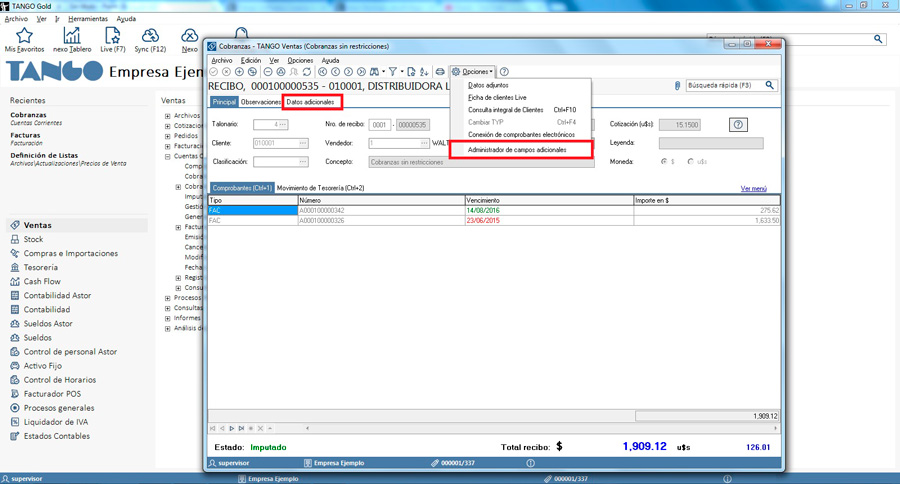 TANGO Gold
Archivo Ver Ir Herramientas Ayuda
Mis Favoritos nexo Tablero Live (F7) Sync (F12) Nexo
TANGO Empresa Ejem
Recientes
Cobranzas
Cuentas Corrientes
Facturas
Facturación
Definición de Listas
Archivos\Actualizaciones\Precios de Venta
Ventas
Stock
Compras e Importaciones
Tesorería
Cash Flow
Contabilidad Astor
Contabilidad
Sueldos Astor
Sueldos
Control de personal Astor
Activo Fijo
Control de Horarios
Facturador POS
Procesos generales
Liquidador de IVA
Estados Contables
Ventas
Archivos
Cotizacio
Pedidos
Facturaci
Cuentas C
Compo
Cobra
Cobra
Imput
Gestió
Gener
Factur
Emisió
Cance
Modif
Fecha
Regist
Consu
Procesos
Consultas
Informes
Análisis d
Cobranzas - TANGO Ventas (Cobranzas sin restricciones)
Archivo Edición Ver Opciones Ayuda
Opciones
RECIBO, 000100000535 - 010001, DISTRIBUIDORA L
Búsqueda rápida (F3)
Principal Observaciones Datos adicionales
Datos adjuntos
Ficha de clientes Live
Consulta integral de Clientes Ctrl+F10
Cambiar TYP Ctrl+F4
Conexión de comprobantes electrónicos
Administrador de campos adicionales
Talonario: 4 Nro. de recibo: 0001 - 00000535 Cotización (u$s): 15.1500
Cliente: 010001 Vendedor: 1 WALT Leyenda:
Clasificación: Concepto: Cobranzas sin restricciones Moneda: $ u$s
Comprobantes (Ctrl+1) Movimiento de Tesorería (Ctrl+2) Ver menú
Tipo Número Vencimiento Importe en $
FAC A000100000342 14/08/2016 275.62
FAC A000100000326 23/06/2015 1,633.50
1,909.12
Estado: Imputado Total recibo: $ 1,909.12 u$s 126.01
supervisor Empresa Ejemplo 000001/337
supervisor Empresa Ejemplo 000001/337